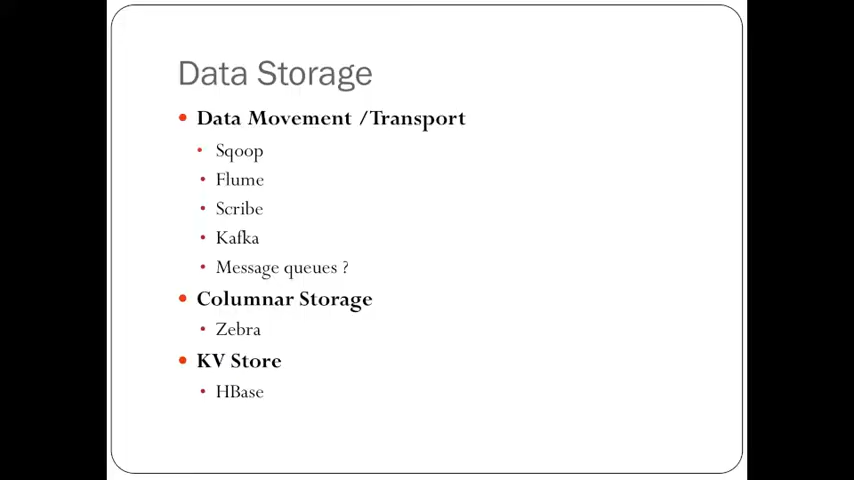 Data Storage
Data Movement /Transport
Sqoop
Flume
Scribe
Kafka
Message queues ?
Columnar Storage
Zebra
KV Store
HBase